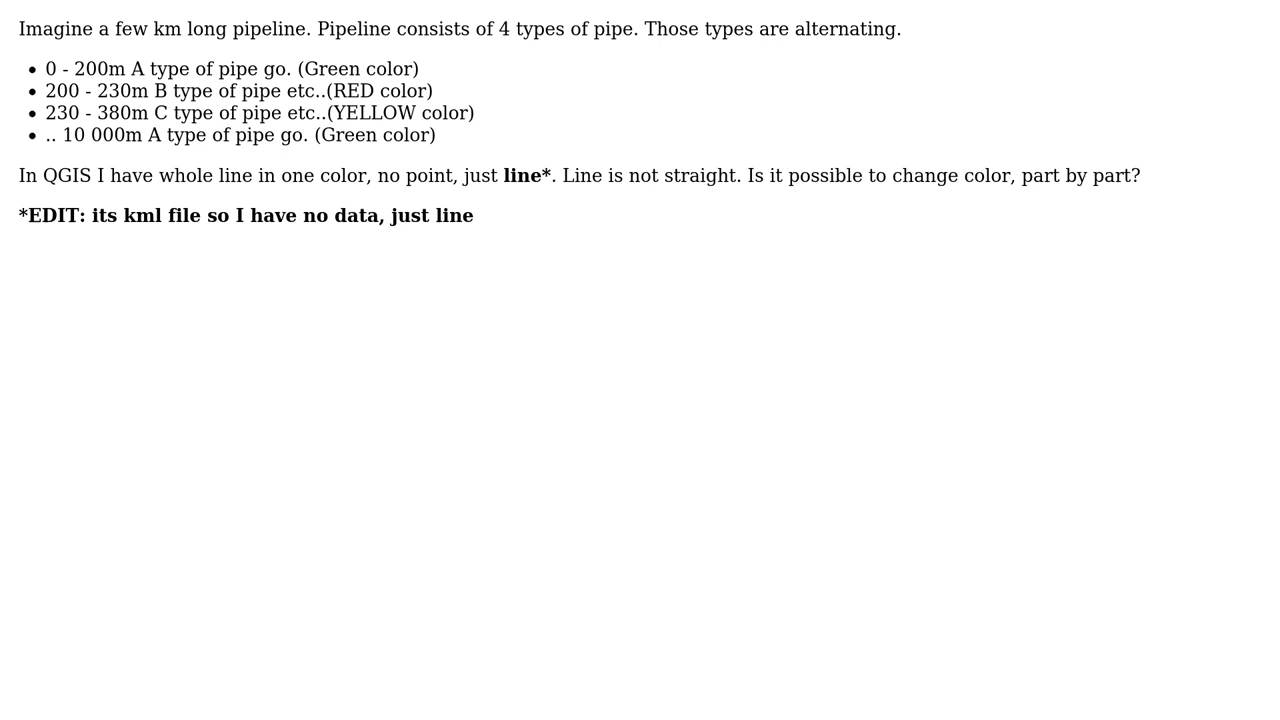 Imagine a few km long pipeline. Pipeline consists of 4 types of pipe. Those types are alternating.
• 0 - 200m A type of pipe go. (Green color)
• 200 - 230m B type of pipe etc..(RED color)
• 230 - 380m C type of pipe etc..(YELLOW color)
• .. 10 000m A type of pipe go. (Green color)
In QGIS I have whole line in one color, no point, just line*. Line is not straight. Is it possible to change color, part by part?
*EDIT: its kml file so I have no data, just line